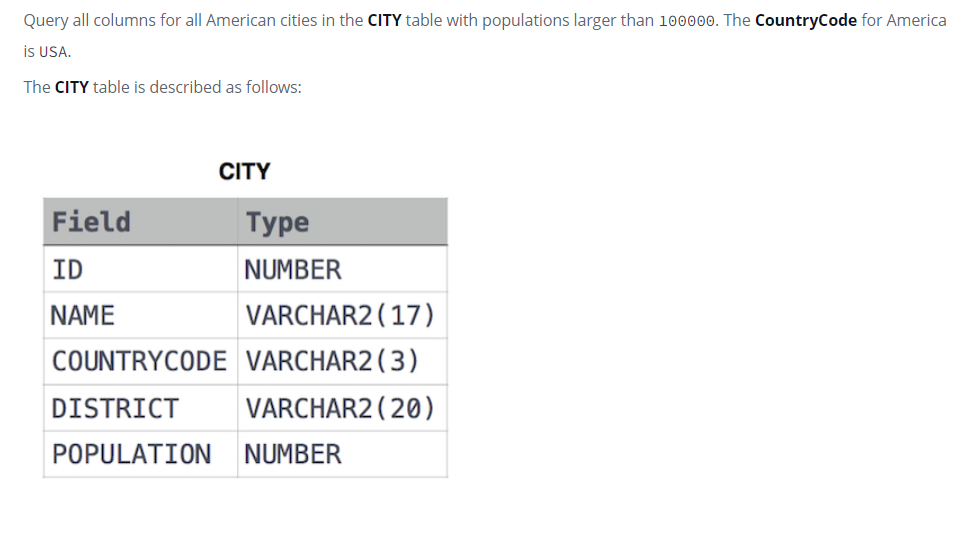 Query all columns for all American cities in the CITY table with populations larger than 100000. The CountryCode for America
is USA.
The CITY table is described as follows:
CITY
Field Type
ID NUMBER
NAME VARCHAR2(17)
COUNTRYCODE VARCHAR2(3)
DISTRICT VARCHAR2(20)
POPULATION NUMBER